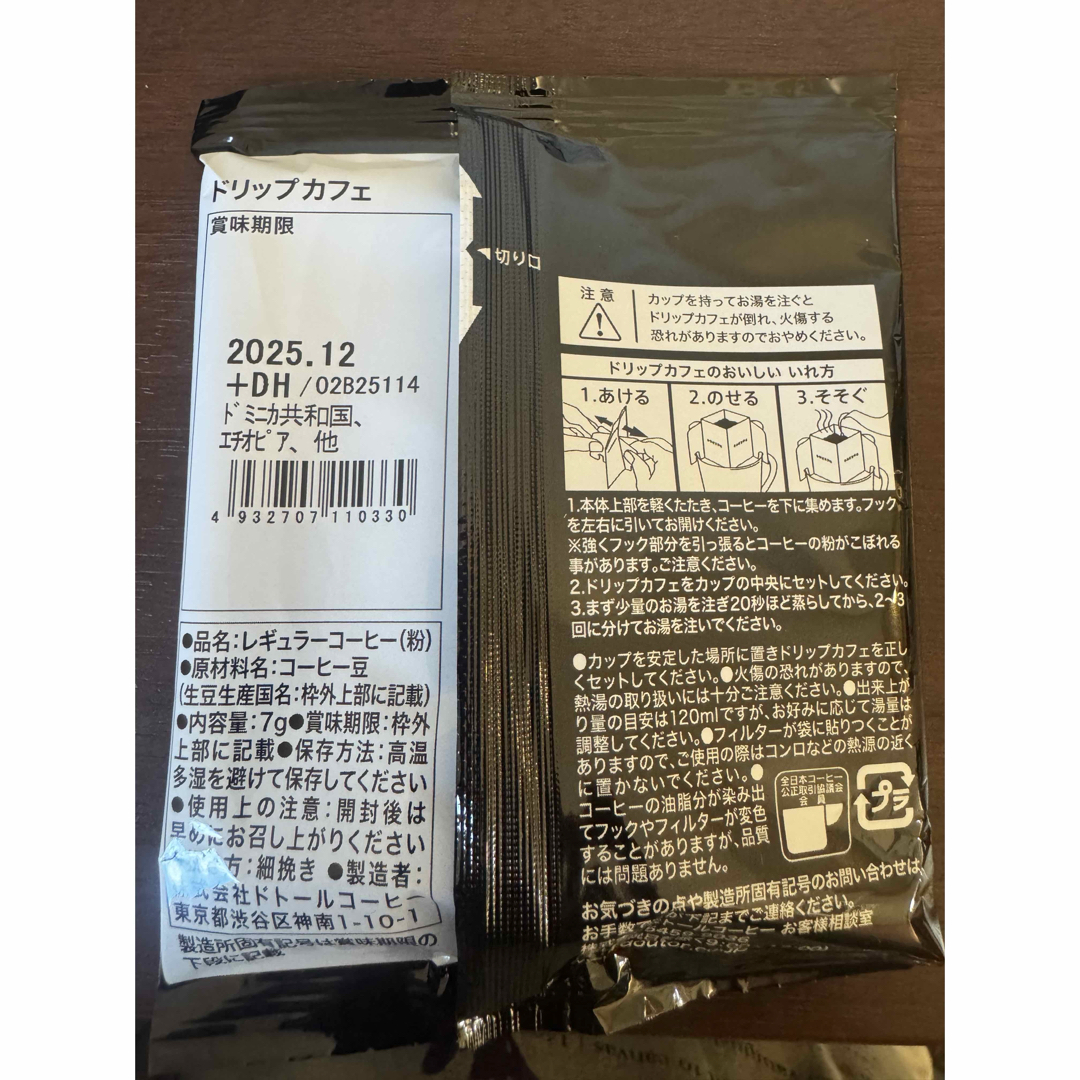 ドリップ カフェ
賞味期限
2025.12
+DH /02B25114
ドミニカ共和国、
エチオピア、他
4 932707 110330
●品名:レギュラーコーヒー(粉)
●原材料名:コーヒー豆
(生豆生産国名:枠外上部に記載)
●内容量:7g●賞味期限:枠外
上部に記載●保存方法:高温
多湿を避けて保存してください
●使用上の注意:開封後は
早めにお召し上がりください
方:細挽き ●製造者:
株式会社ドトールコーヒー
東京都渋谷区神南1-10-1
製造所固有記号は賞味期限の
下段に記載
◀切り口
注意
カップを持ってお湯を注ぐと
ドリップカフェが倒れ、火傷する
恐れがありますのでおやめください。
ドリップカフェのおいしい いれ方
1.あける 2.のせる 3.そそぐ
1.本体上部を軽くたたき、コーヒーを下に集めます。フック
を左右に引いてお開けください。
※強くフック部分を引っ張るとコーヒーの粉がこぼれる
事があります。ご注意ください。
2.ドリップカフェをカップの中央にセットしてください。
3.まず少量のお湯を注ぎ20秒ほど蒸らしてから、2~3
回に分けてお湯を注いでください。
●カップを安定した場所に置きドリップカフェを正し
くセットしてください。●火傷の恐れがありますので、
熱湯の取り扱いには十分ご注意ください。●出来上が
り量の目安は120mlですが、お好みに応じて湯量は
調整してください。●フィルターが袋に貼りつくことが
ありますので、ご使用の際はコンロなどの熱源の近く
に置かないでください。●
コーヒーの油脂分が染み出
てフックやフィルターが変色
することがありますが、品質
には問題ありません。
全日本コーヒー
公正取引協議会
会員
プラ
お気づきの点や製造所固有記号のお問い合わせは、
お手数ですが下記までご連絡ください。
ドトールコーヒー お客様相談室